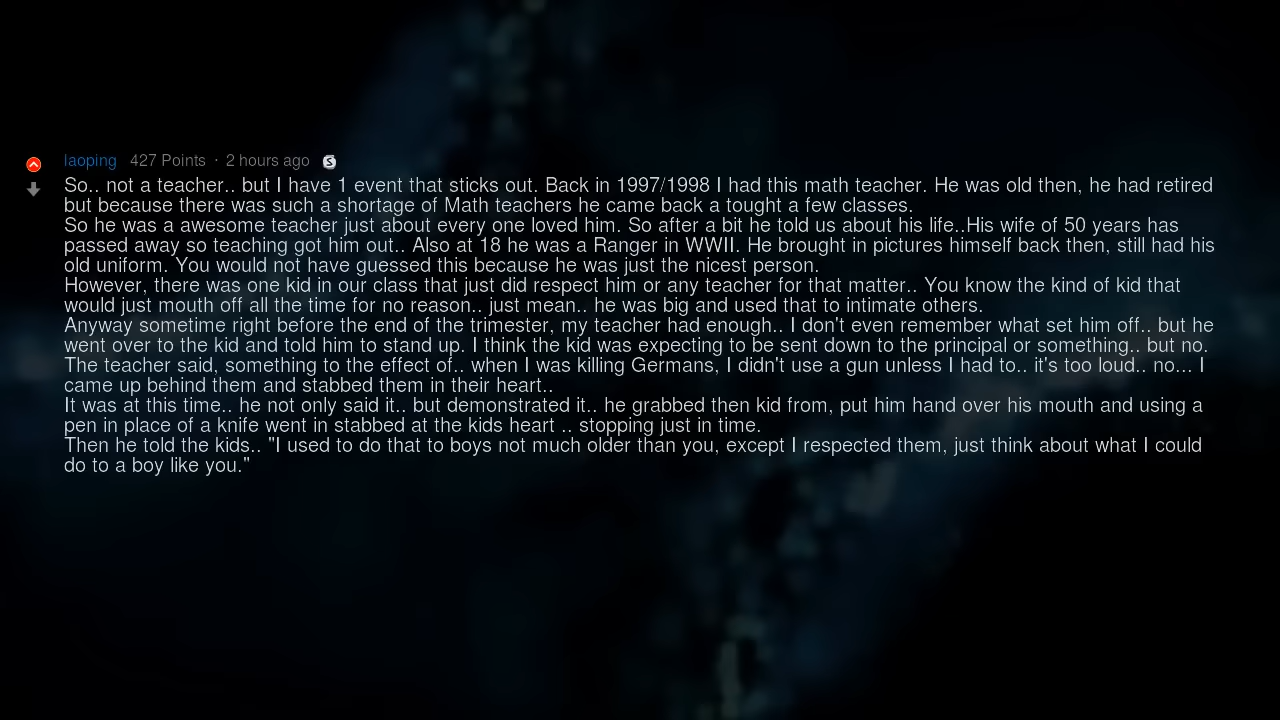 laoping 427 Points · 2 hours ago S
So.. not a teacher.. but I have 1 event that sticks out. Back in 1997/1998 I had this math teacher. He was old then, he had retired
but because there was such a shortage of Math teachers he came back a tought a few classes.
So he was a awesome teacher just about every one loved him. So after a bit he told us about his life..His wife of 50 years has
passed away so teaching got him out.. Also at 18 he was a Ranger in WWII. He brought in pictures himself back then, still had his
old uniform. You would not have guessed this because he was just the nicest person.
However, there was one kid in our class that just did respect him or any teacher for that matter.. You know the kind of kid that
would just mouth off all the time for no reason.. just mean.. he was big and used that to intimate others.
Anyway sometime right before the end of the trimester, my teacher had enough.. I don't even remember what set him off.. but he
went over to the kid and told him to stand up. I think the kid was expecting to be sent down to the principal or something.. but no.
The teacher said, something to the effect of.. when I was killing Germans, I didn't use a gun unless I had to.. it's too loud.. no... I
came up behind them and stabbed them in their heart..
It was at this time.. he not only said it.. but demonstrated it.. he grabbed then kid from, put him hand over his mouth and using a
pen in place of a knife went in stabbed at the kids heart .. stopping just in time.
Then he told the kids.. "I used to do that to boys not much older than you, except I respected them, just think about what I could
do to a boy like you."